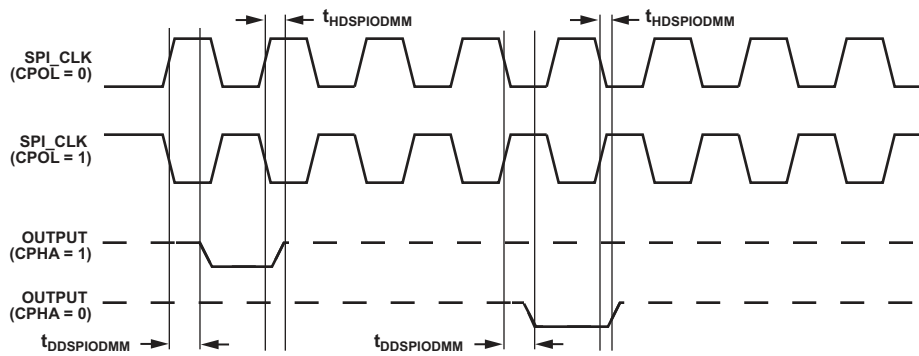 tHDSPIODMM
tHDSPIODMM
SPI_CLK
(CPOL = 0)
SPI_CLK
(CPOL = 1)
OUTPUT
(CPHA = 1)
OUTPUT
(CPHA = 0)
tDDSPIODMM
tDDSPIODMM